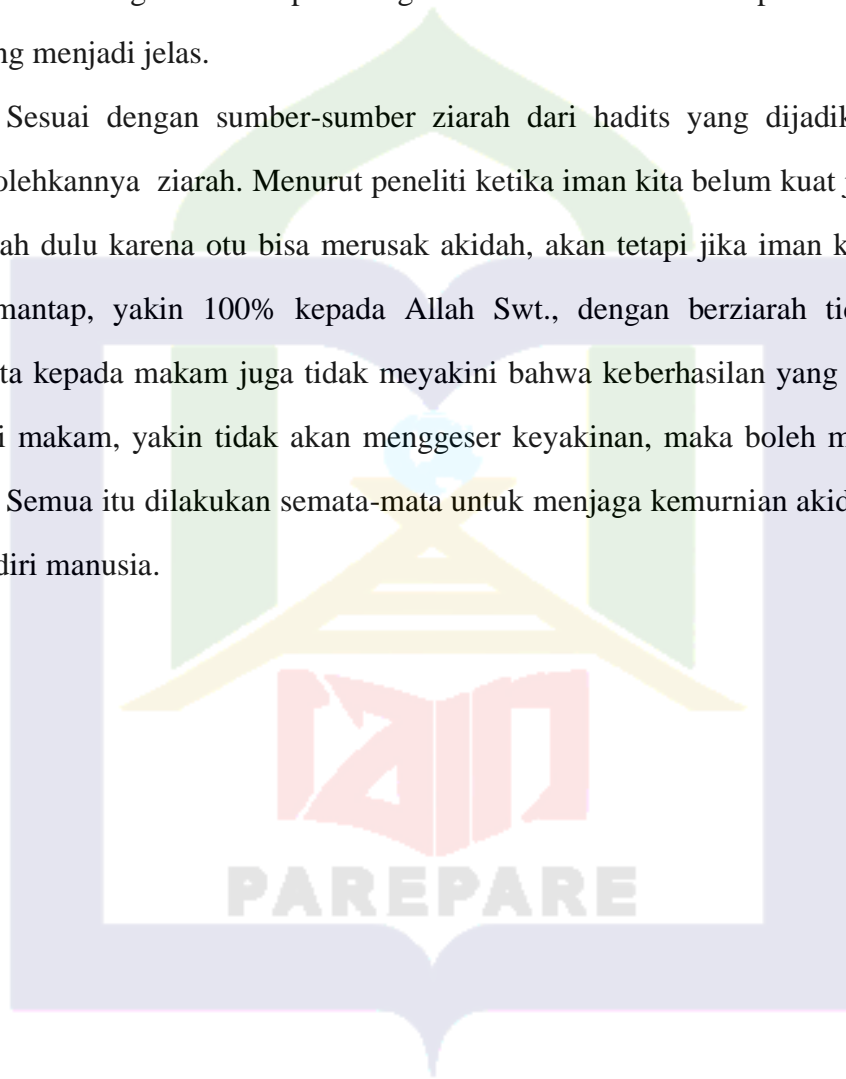 ng menjadi jelas.
Sesuai dengan sumber-sumber ziarah dari hadits yang dijadik
olehkannya ziarah. Menurut peneliti ketika iman kita belum kuat j
ah dulu karena otu bisa merusak akidah, akan tetapi jika iman k
mantap, yakin 100% kepada Allah Swt., dengan berziarah tid
ta kepada makam juga tidak meyakini bahwa keberhasilan yang
i makam, yakin tidak akan menggeser keyakinan, maka boleh m
Semua itu dilakukan semata-mata untuk menjaga kemurnian akid
diri manusia.
iain
PAREPARE